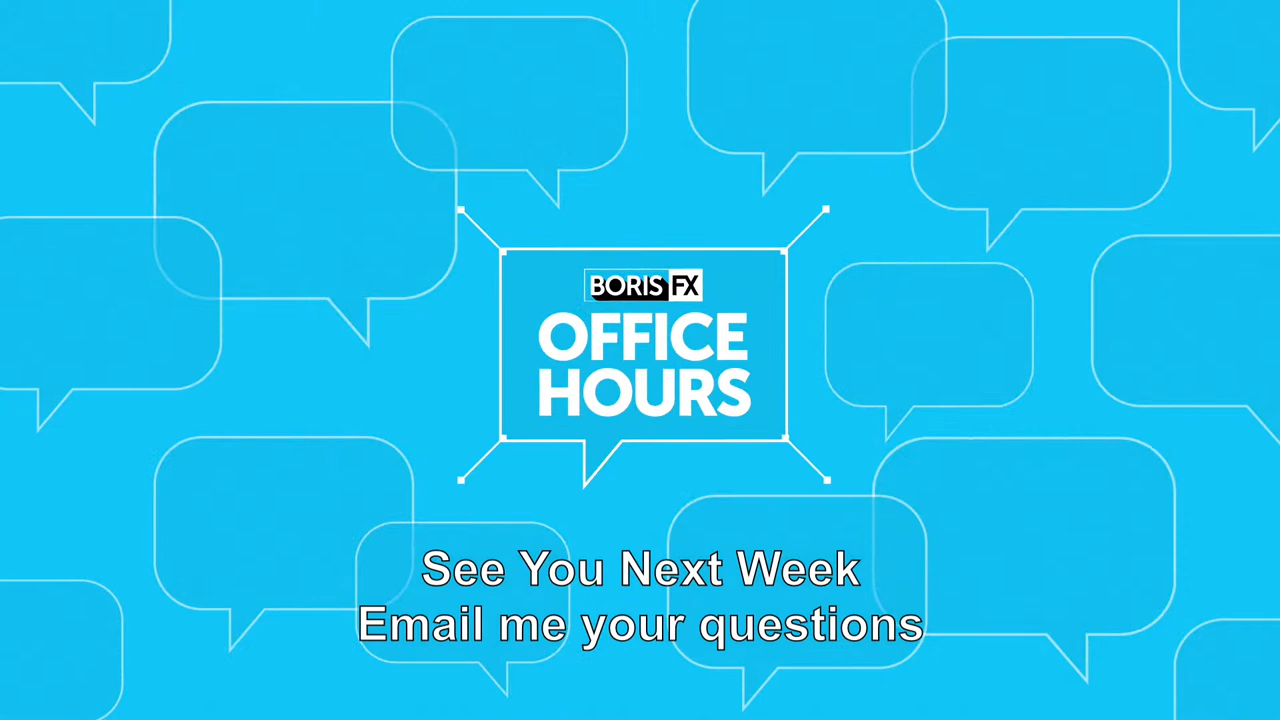 BORIS FX
OFFICE
HOURS
See You Next Week
Email me your questions